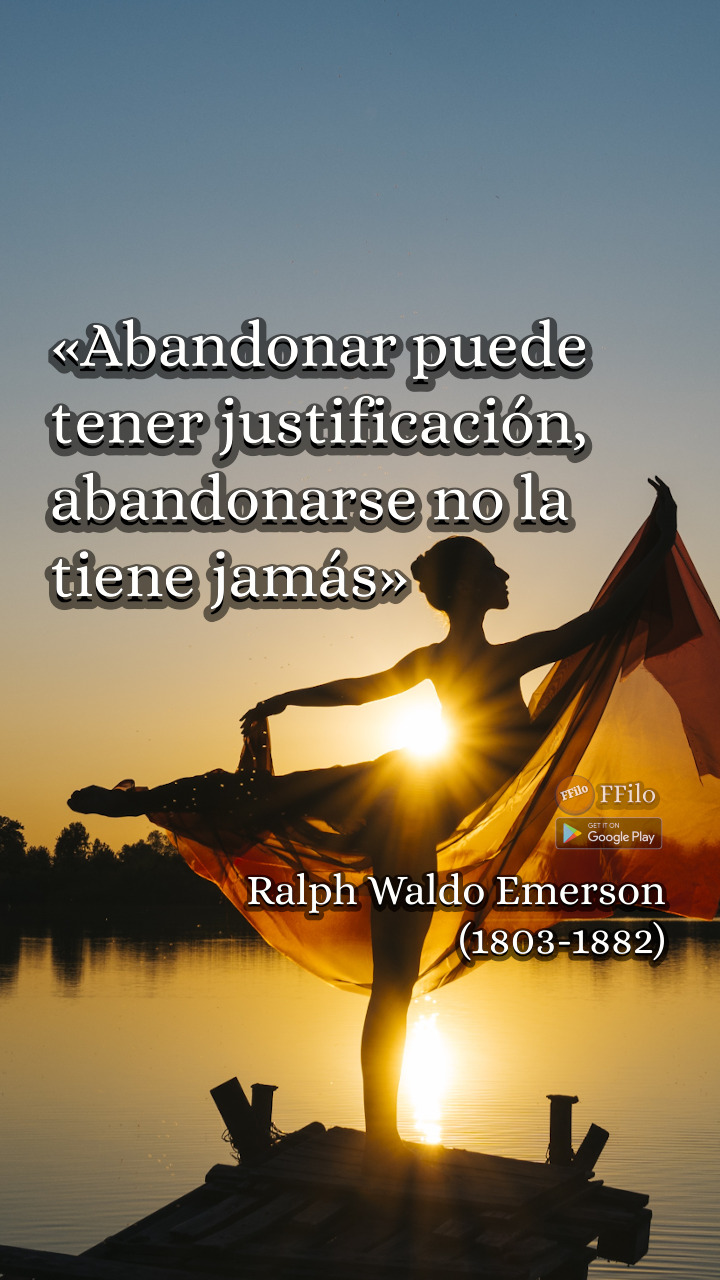 «Abandonar puede
tener justificación,
abandonarse no la
tiene jamás»
FFilo FFilo
GET IT ON
Google Play
Ralph Waldo Emerson
(1803-1882)